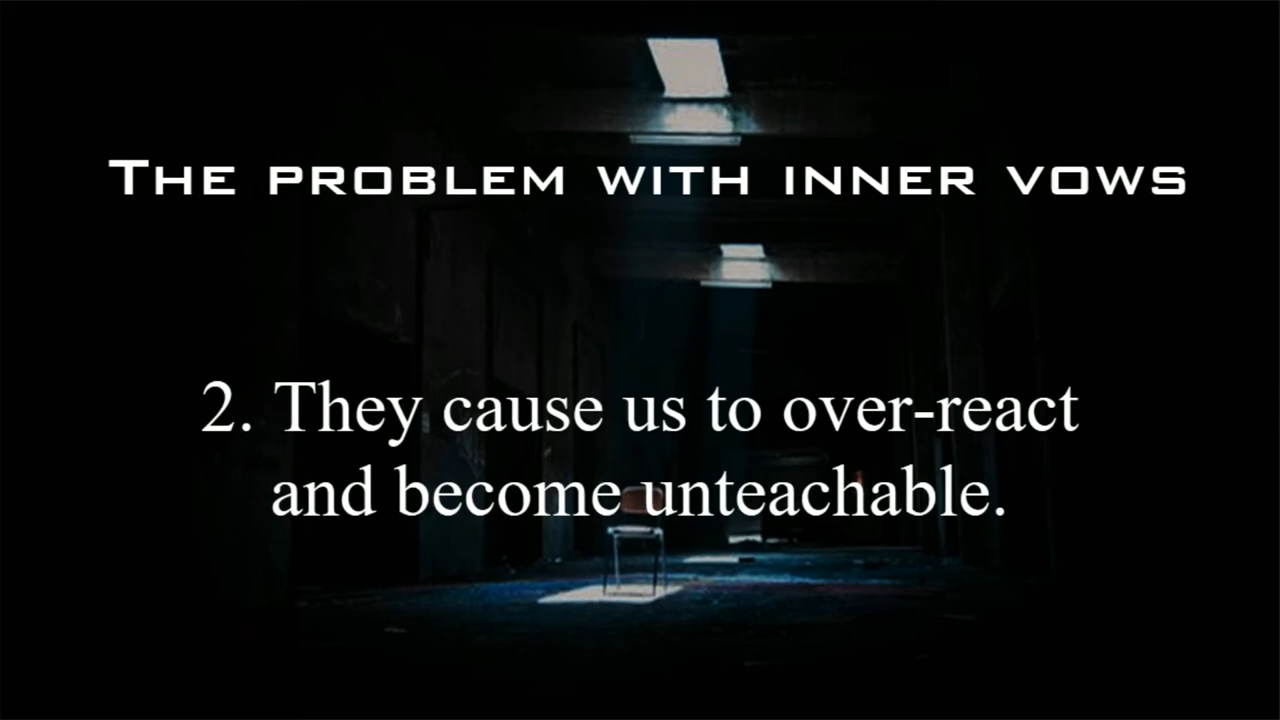 The problem with inner vows
2. They cause us to over-react
and become unteachable.